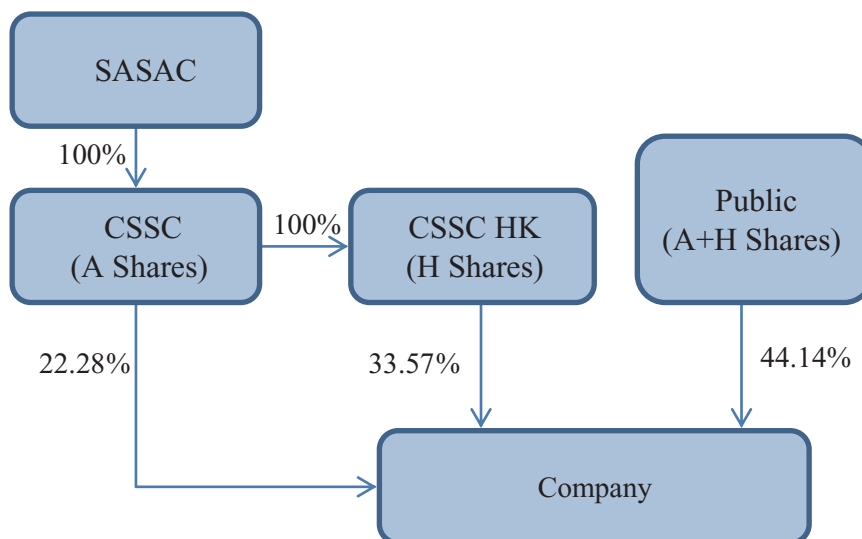 SASAC
100%
CSSC
(A Shares)
100%
CSSC HK
(H Shares)
Public
(A+H Shares)
22.28%
33.57%
44.14%
Company